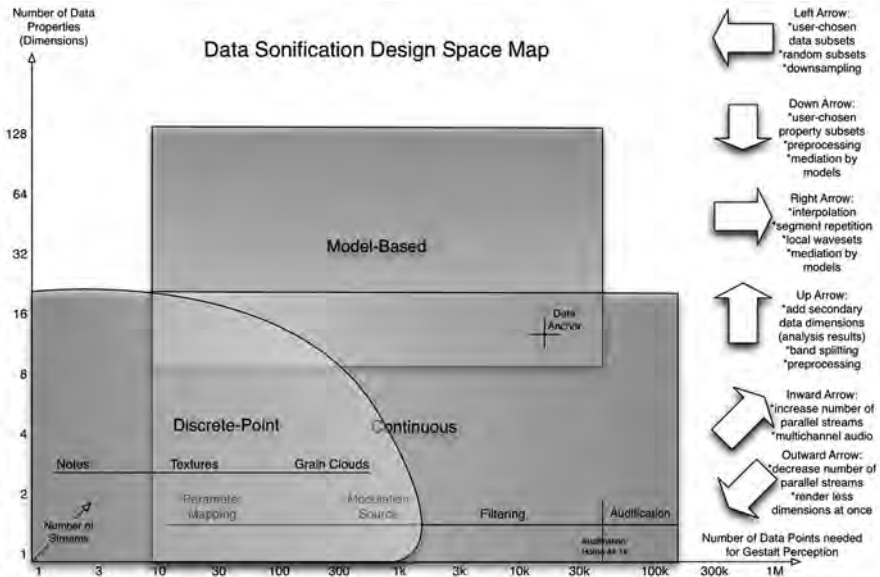 Number of Data
Properties
(Dimensions)
Data Sonification Design Space Map
128
64
32
16
8
4
2
1
Model-Based
Data
Anchor
Discrete-Point
Continuous
Notes
Textures
Grain Clouds
Parameter
Mapping
Modulation
Source
Filtering
Audification
Number of
Streams
Audification:
1
3
10
30
100
300
1k
3k
10k
30k
100k
300k
1M
Number of Data Points needed
for Gestalt Perception
Left Arrow:
*user-chosen
data subsets
*random subsets
*downsampling
Down Arrow:
*user-chosen
property subsets
*preprocessing
*mediation by
models
Right Arrow:
*interpolation
*segment repetition
*local wavesets
*mediation by
models
Up Arrow:
*add secondary
data dimensions
(analysis results)
*band splitting
*preprocessing
Inward Arrow:
*increase number of
parallel streams
*multichannel audio
Outward Arrow:
*decrease number of
parallel streams
*render less
dimensions at once